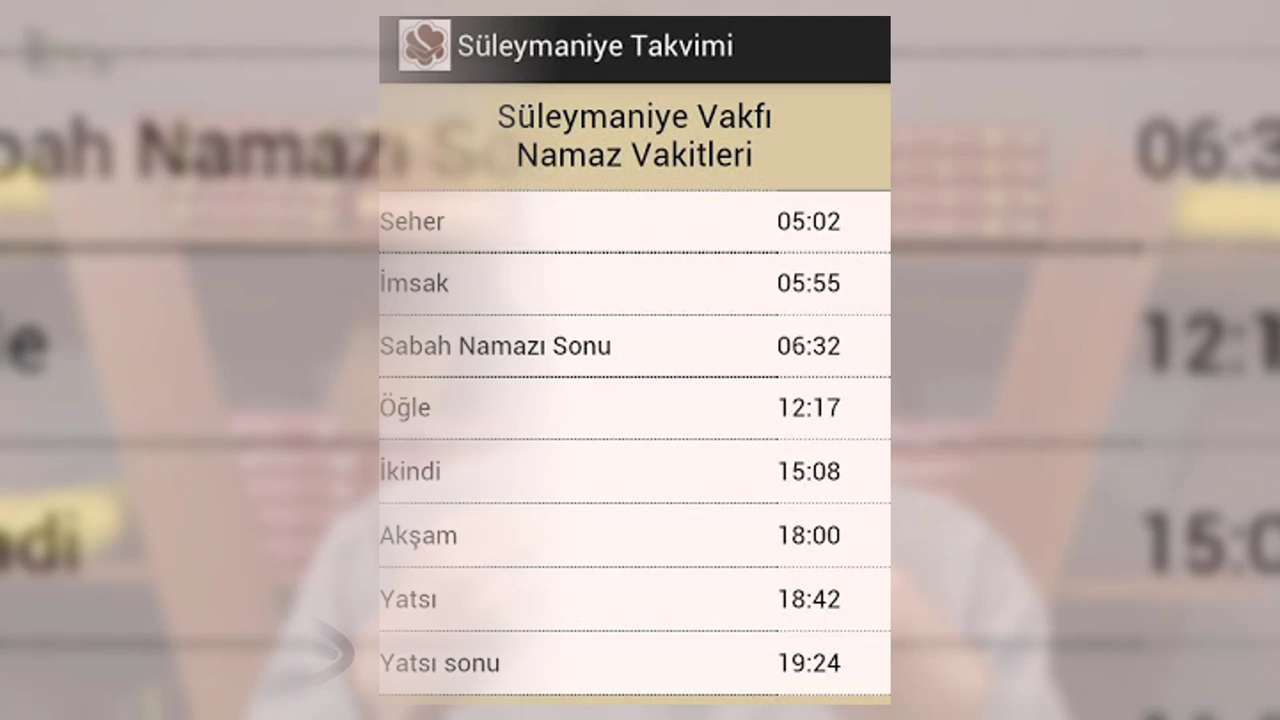 Süleymaniye Takvimi
Süleymaniye Vakfı
Namaz Vakitleri
Seher 05:02
İmsak 05:55
Sabah Namazı Sonu 06:32
Öğle 12:17
İkindi 15:08
Akşam 18:00
Yatsı 18:42
Yatsı sonu 19:24